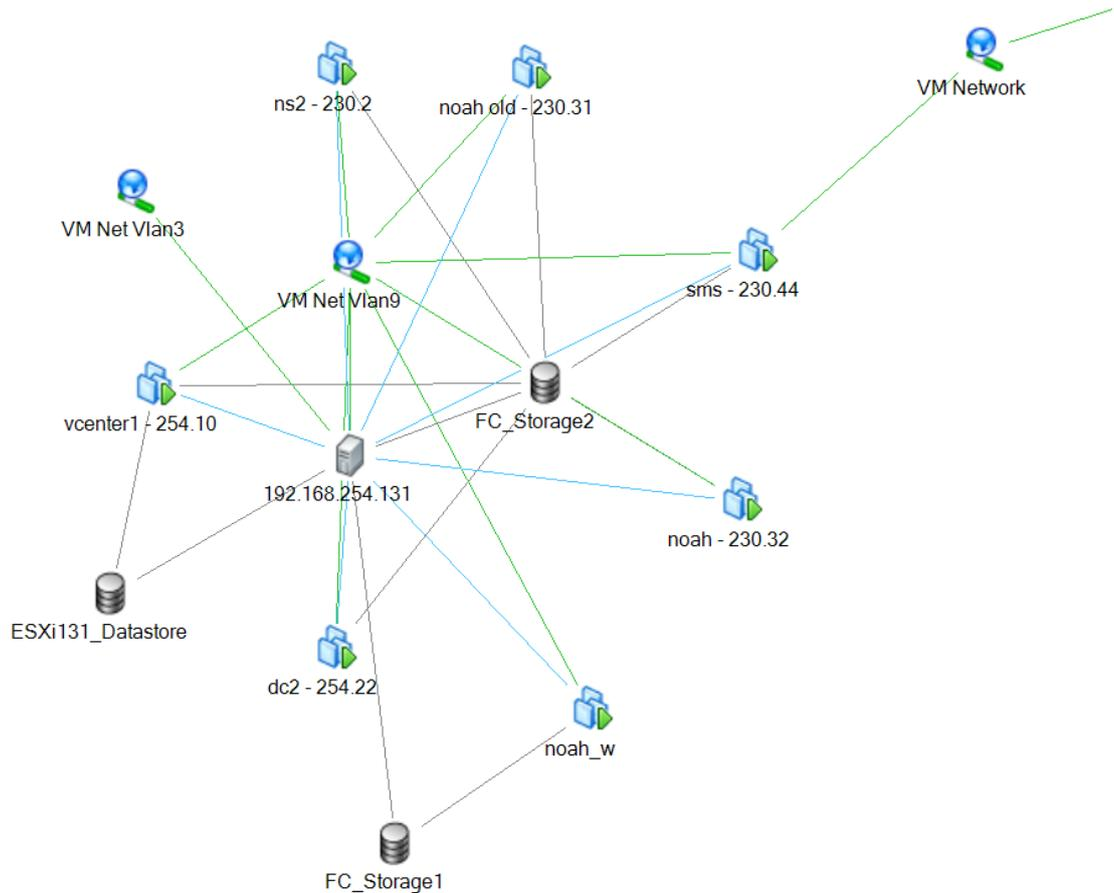 VM Network
ns2 - 230.2
noah old - 230.31
VM Net Vlan3
VM Net Vlan9
sms - 230.44
vcenter1 - 254.10
FC_Storage2
192.168.254.131
noah - 230.32
ESXi131_Datastore
dc2 - 254.22
noah_w
FC_Storage1